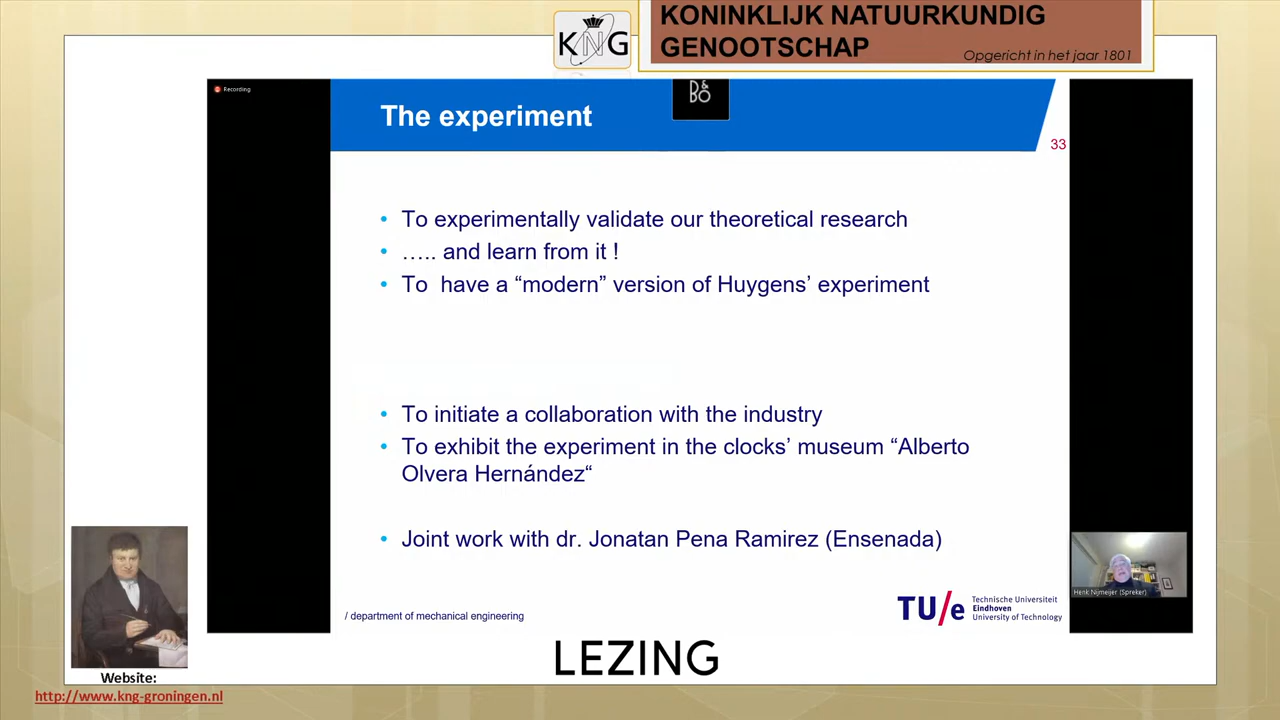 KONINKLIJK NATUURKUNDIG
GENOOTSCHAP
Opgericht in het jaar 1801
KNG
Recording
D&
BO
The experiment
33
• To experimentally validate our theoretical research
• ….. and learn from it !
• To have a “modern” version of Huygens’ experiment
• To initiate a collaboration with the industry
• To exhibit the experiment in the clocks’ museum “Alberto
Olvera Hernández“
• Joint work with dr. Jonatan Pena Ramirez (Ensenada)
Henk Nijmeijer (Spreker)
/ department of mechanical engineering
TU/e
Technische Universiteit
Eindhoven
University of Technology
LEZING
Website:
http://www.kng-groningen.nl